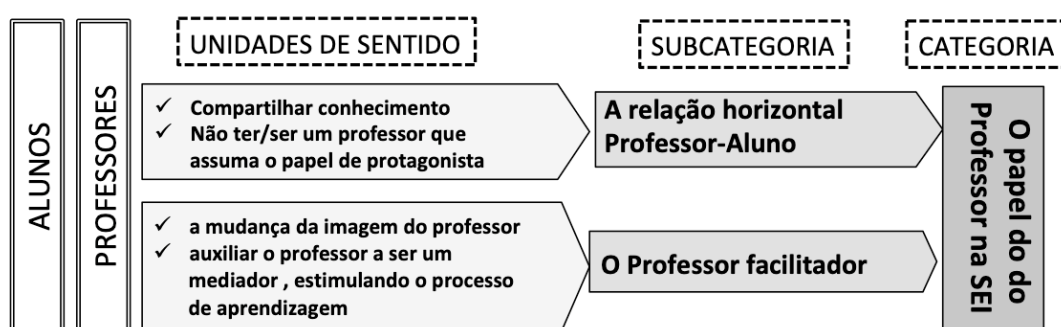 UNIDADES DE SENTIDO
SUBCATEGORIA
CATEGORIA
ALUNOS
PROFESSORES
✓ Compartilhar conhecimento
✓ Não ter/ser um professor que
assuma o papel de protagonista
A relação horizontal
Professor-Aluno
✓ a mudança da imagem do professor
✓ auxiliar o professor a ser um
mediador , estimulando o processo
de aprendizagem
O Professor facilitador
O papel do do
Professor na SEI